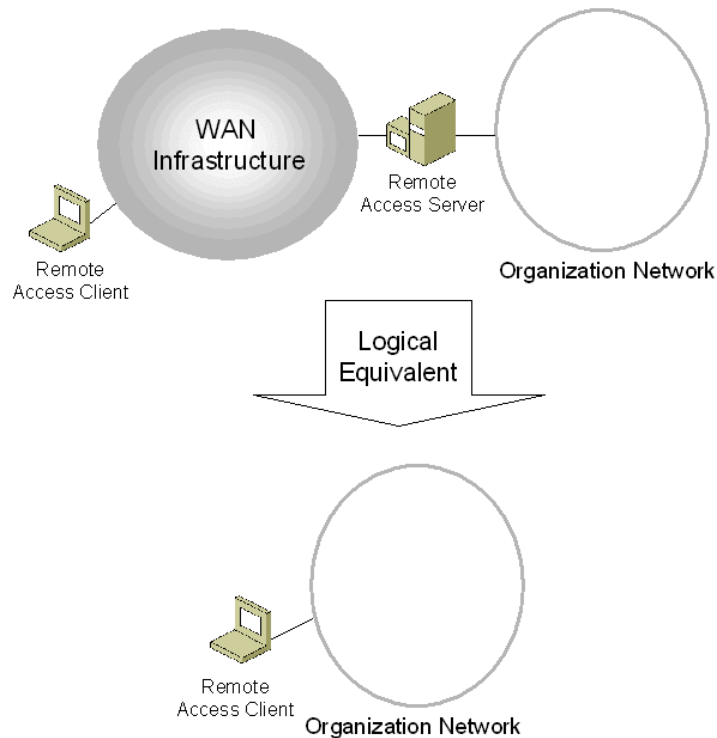 WAN
Infrastructure
Remote
Access Server
Remote
Access Client
Organization Network
Logical
Equivalent
Remote
Access Client
Organization Network